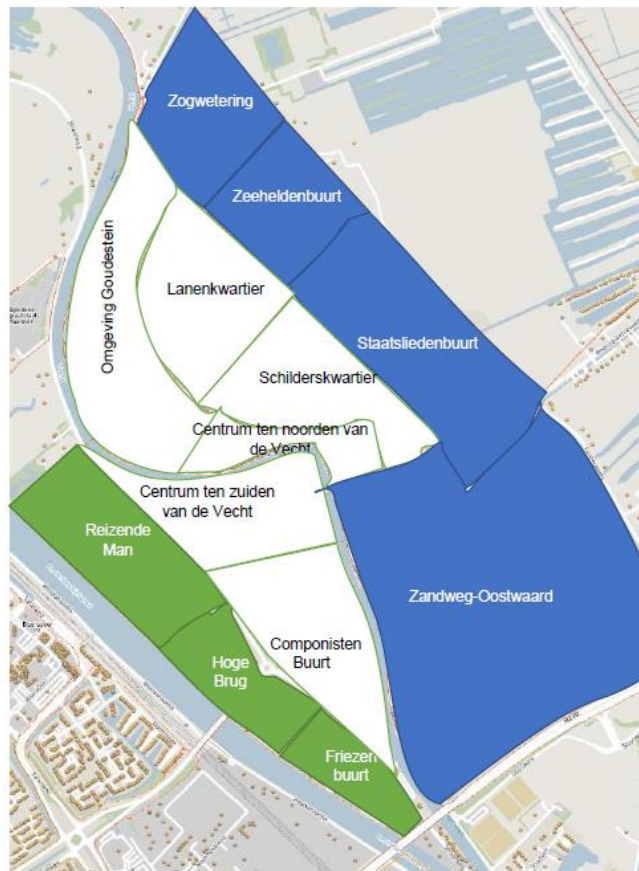 Zogwetering
Zeeheldenbuurt
Omgeving Goudestein
Lanenkwartier
Staatsliedenbuurt
Schilderskwartier
Centrum ten noorden van
de Vecht
Centrum ten zuiden
van de Vecht
Reizende
Man
Zandweg-Oostwaard
Componisten
Buurt
Hoge
Brug
Friezen
buurt